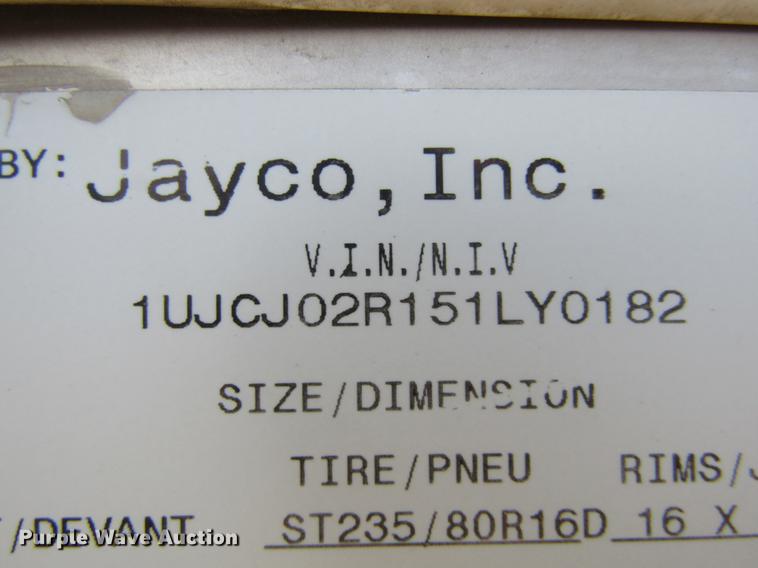 BY: Jayco, Inc.
V.I.N./N.I.V
1UJCJ02R151LY0182
SIZE/DIMENSION
TIRE/PNEU RIMS/J
/DEVANT ST235/80R16D 16 X
Purple Wave Auction